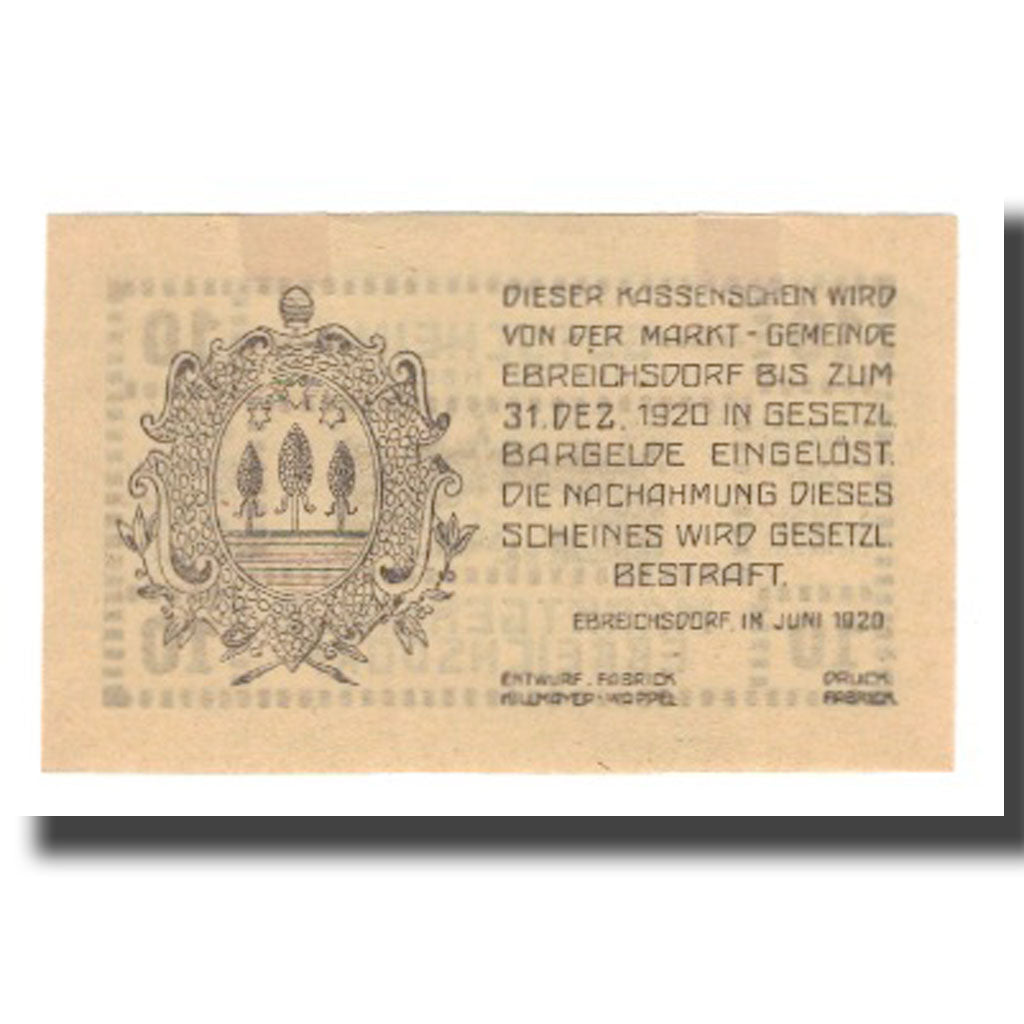 DIESER KASSENSCHEIN WIRD
VON DER MARKT-GEMEINDE
EBREICHSDORF BIS ZUM
31. DEZ. 1920 IN GESETZL.
BARGELDE EINGELÖST.
DIE NACHAHMUNG DIESES
SCHEINES WIRD GESETZL.
BESTRAFT.
EBREICHSDORF, IM JUNI 1920
ENTWURF. FABRICK
DRUCK:
FABRICK